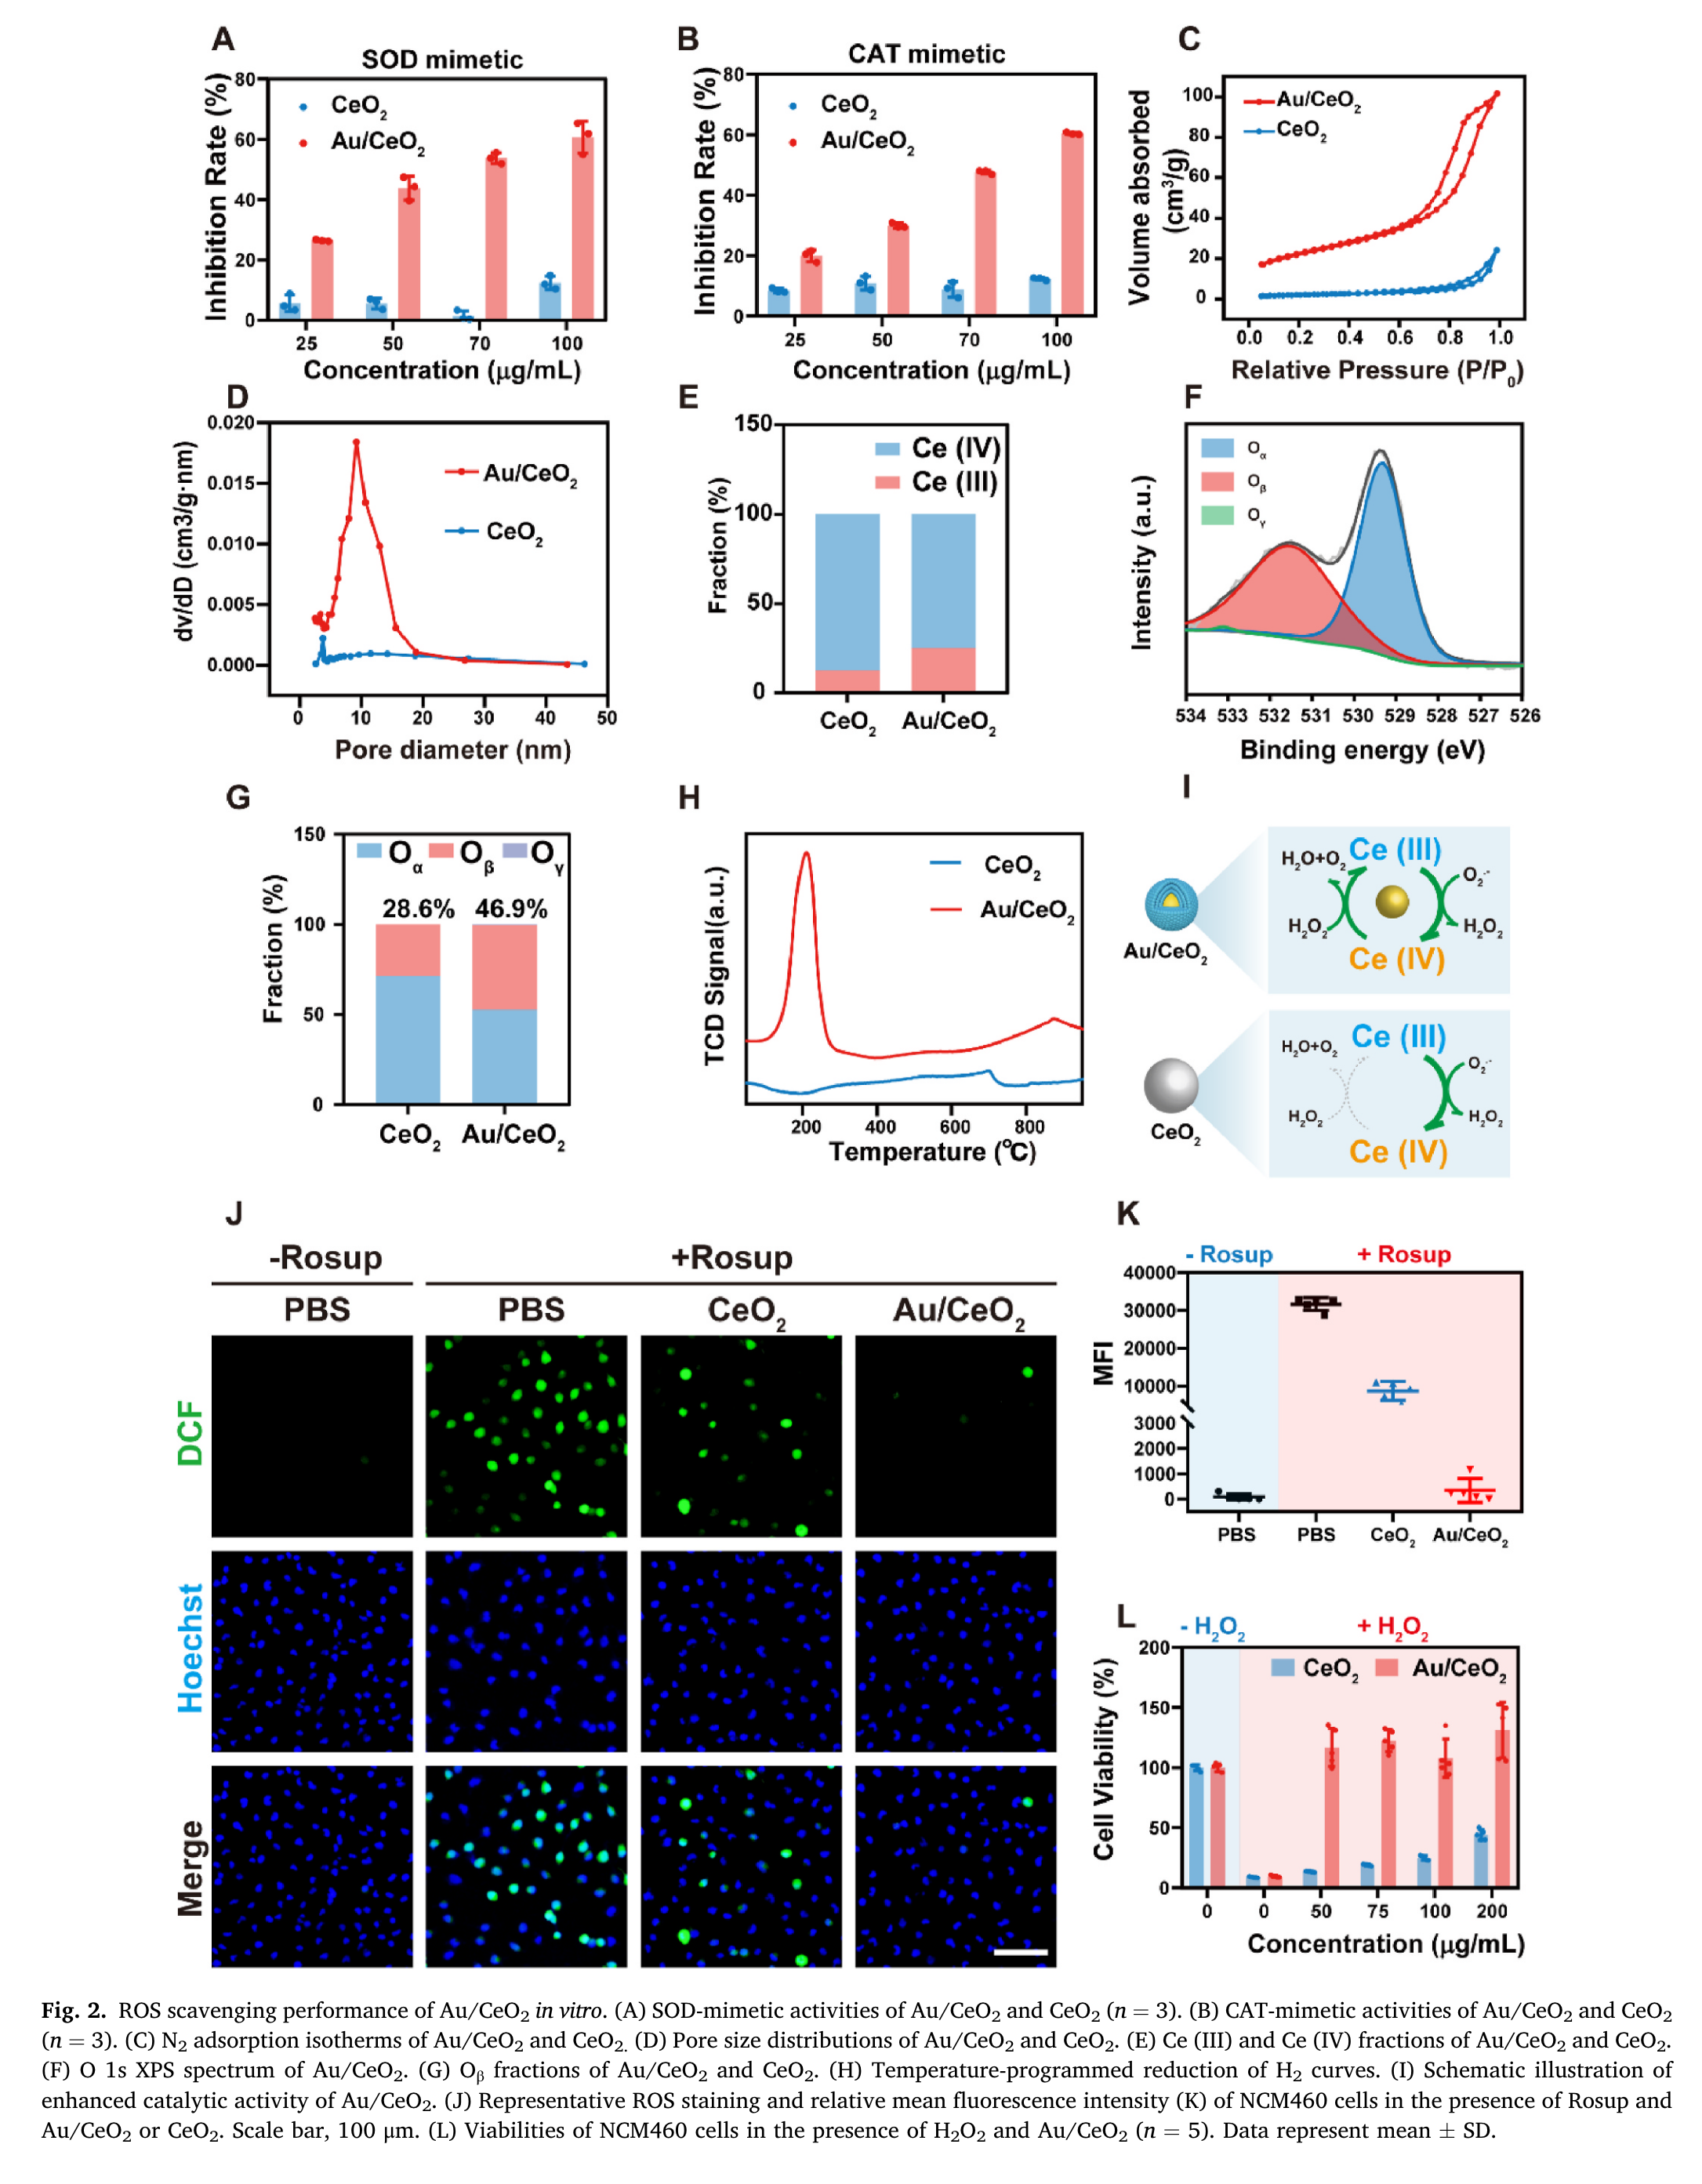 A
SOD mimetic
Inhibition Rate (%)
80
60
40
20
0
CeO₂
Au/CeO₂
25 50 70 100
Concentration (μg/mL)
B
CAT mimetic
Inhibition Rate (%)
80
60
40
20
0
CeO₂
Au/CeO₂
25 50 70 100
Concentration (μg/mL)
C
Volume absorbed
(cm³/g)
100
80
60
40
20
0
Au/CeO₂
CeO₂
0.0 0.2 0.4 0.6 0.8 1.0
Relative Pressure (P/P₀)
D
dv/dD (cm3/g·nm)
0.020
0.015
0.010
0.005
0.000
Au/CeO₂
CeO₂
0 10 20 30 40 50
Pore diameter (nm)
E
Fraction (%)
150
100
50
0
Ce (IV)
Ce (III)
CeO₂ Au/CeO₂
F
Intensity (a.u.)
Oα
Oβ
Oγ
534 533 532 531 530 529 528 527 526
Binding energy (eV)
G
Fraction (%)
150
100
50
0
Oα Oβ Oγ
28.6% 46.9%
CeO₂ Au/CeO₂
H
TCD Signal(a.u.)
CeO₂
Au/CeO₂
200 400 600 800
Temperature (℃)
I
Au/CeO₂
H₂O+O₂ Ce (III) O₂·⁻
H₂O₂ Ce (IV) H₂O₂
CeO₂
H₂O+O₂ Ce (III) O₂·⁻
H₂O₂ Ce (IV) H₂O₂
J
-Rosup +Rosup
PBS PBS CeO₂ Au/CeO₂
DCF
Hoechst
Merge
K
- Rosup + Rosup
MFI
40000
30000
20000
10000
3000
2000
1000
0
PBS PBS CeO₂ Au/CeO₂
L
- H₂O₂ + H₂O₂
Cell Viability (%)
200
150
100
50
0
CeO₂ Au/CeO₂
0 0 50 75 100 200
Concentration (μg/mL)
Fig. 2. ROS scavenging performance of Au/CeO₂ in vitro. (A) SOD-mimetic activities of Au/CeO₂ and CeO₂ (n = 3). (B) CAT-mimetic activities of Au/CeO₂ and CeO₂
(n = 3). (C) N₂ adsorption isotherms of Au/CeO₂ and CeO₂. (D) Pore size distributions of Au/CeO₂ and CeO₂. (E) Ce (III) and Ce (IV) fractions of Au/CeO₂ and CeO₂.
(F) O 1s XPS spectrum of Au/CeO₂. (G) Oβ fractions of Au/CeO₂ and CeO₂. (H) Temperature-programmed reduction of H₂ curves. (I) Schematic illustration of
enhanced catalytic activity of Au/CeO₂. (J) Representative ROS staining and relative mean fluorescence intensity (K) of NCM460 cells in the presence of Rosup and
Au/CeO₂ or CeO₂. Scale bar, 100 μm. (L) Viabilities of NCM460 cells in the presence of H₂O₂ and Au/CeO₂ (n = 5). Data represent mean ± SD.